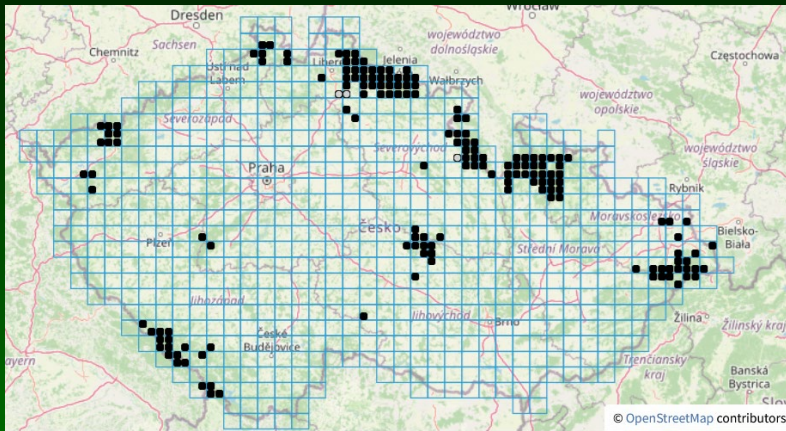 Dresden
Wrocław
Chemnitz
Sachsen
województwo
dolnośląskie
Częstochowa
Ústí nad
Labem
Liberec
Jelenia
Wałbrzych
województwo
opolskie
Severozápad
Severovýchod
województwo
śląskie
Praha
Rybnik
Česko
Moravskoslezsko
Bielsko-
Biała
Plzeň
Střední Morava
Jihozápad
Jihovýchod
Brno
Žilina
Žilinský kraj
České
Budějovice
Trenčiansky
kraj
Banská
Bystrica
© OpenStreetMap contributors